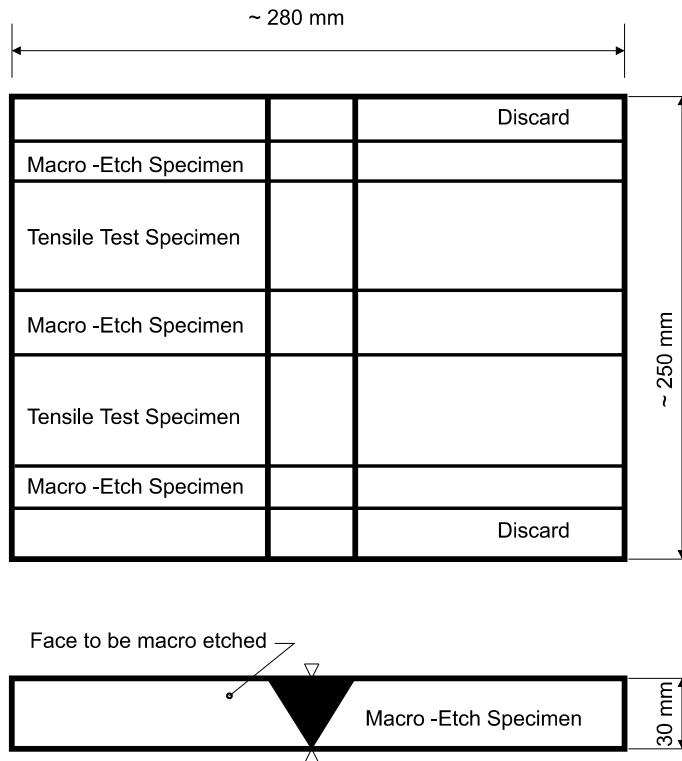 ~ 280 mm
Discard
Macro -Etch Specimen
Tensile Test Specimen
Macro -Etch Specimen
~ 250 mm
Tensile Test Specimen
Macro -Etch Specimen
Discard
Face to be macro etched
Macro -Etch Specimen
30 mm